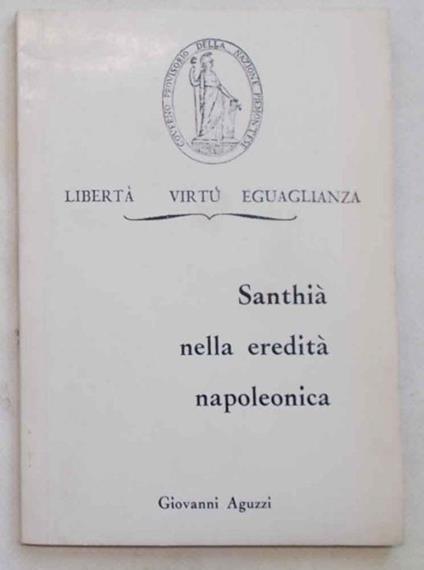 GOVERNO PROVVISORIO DELLA NAZIONE PIEMONTESE
LIBERTÀ VIRTÙ EGUAGLIANZA
Santhià
nella eredità
napoleonica
Giovanni Aguzzi